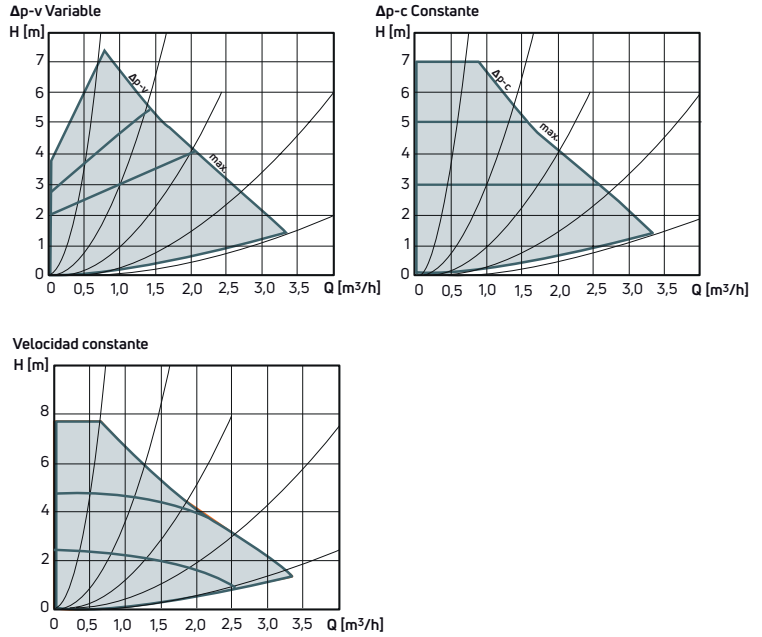 Δp-v Variable
H [m]
7
6
5
4
3
2
1
0
Δp-v
max.
0 0,5 1,0 1,5 2,0 2,5 3,0 3,5 Q [m³/h]
Δp-c Constante
H [m]
7
6
5
4
3
2
1
0
Δp-c
max.
0 0,5 1,0 1,5 2,0 2,5 3,0 3,5 Q [m³/h]
Velocidad constante
H [m]
8
6
4
2
0
0 0,5 1,0 1,5 2,0 2,5 3,0 3,5 Q [m³/h]